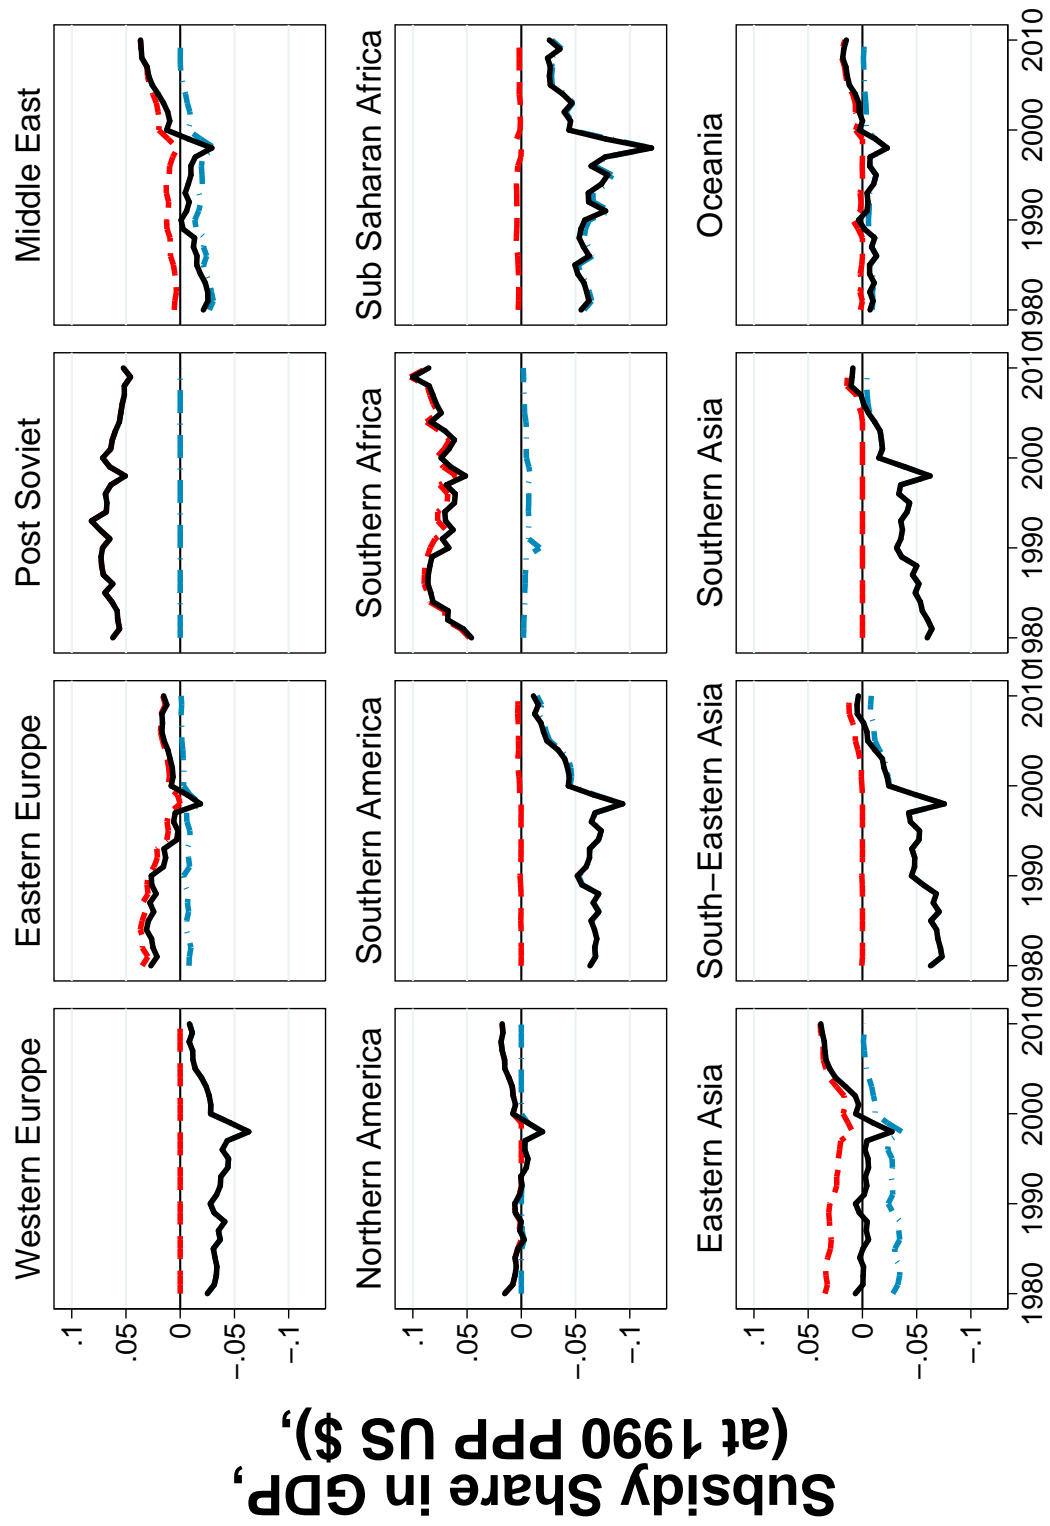 Subsidy Share in GDP,
(at 1990 PPP US $),
Western Europe
Eastern Europe
Post Soviet
Middle East
.1
.05
0
−.05
−.1
Northern America
Southern America
Southern Africa
Sub Saharan Africa
.1
.05
0
−.05
−.1
Eastern Asia
South−Eastern Asia
Southern Asia
Oceania
.1
.05
0
−.05
−.1
1980 1990 2000 2010
1980 1990 2000 2010
1980 1990 2000 2010
1980 1990 2000 2010